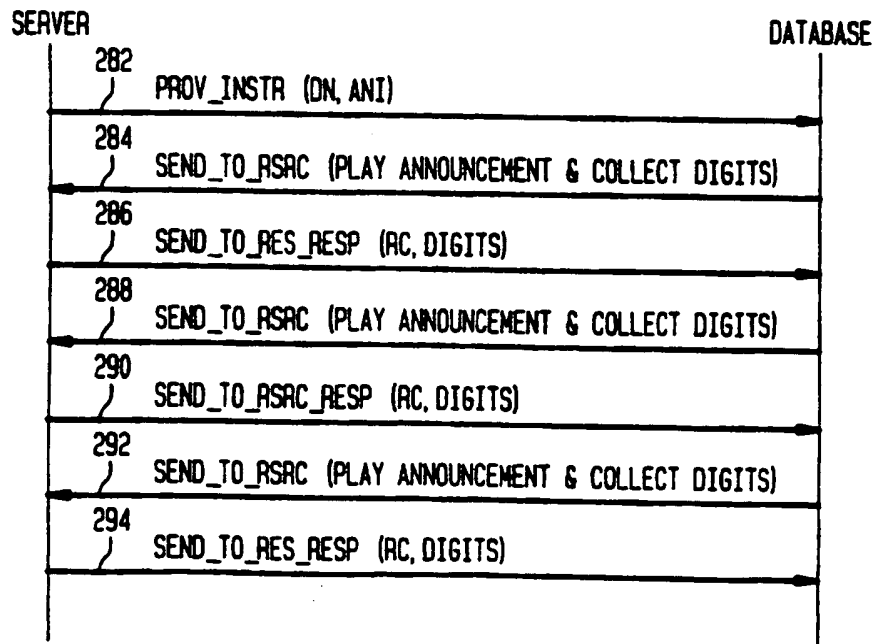 SERVER
DATABASE
282
PROV_INSTR (DN, ANI)
284
SEND_TO_RSRC (PLAY ANNOUNCEMENT & COLLECT DIGITS)
286
SEND_TO_RES_RESP (RC, DIGITS)
288
SEND_TO_RSRC (PLAY ANNOUNCEMENT & COLLECT DIGITS)
290
SEND_TO_RSRC_RESP (RC, DIGITS)
292
SEND_TO_RSRC (PLAY ANNOUNCEMENT & COLLECT DIGITS)
294
SEND_TO_RES_RESP (RC, DIGITS)